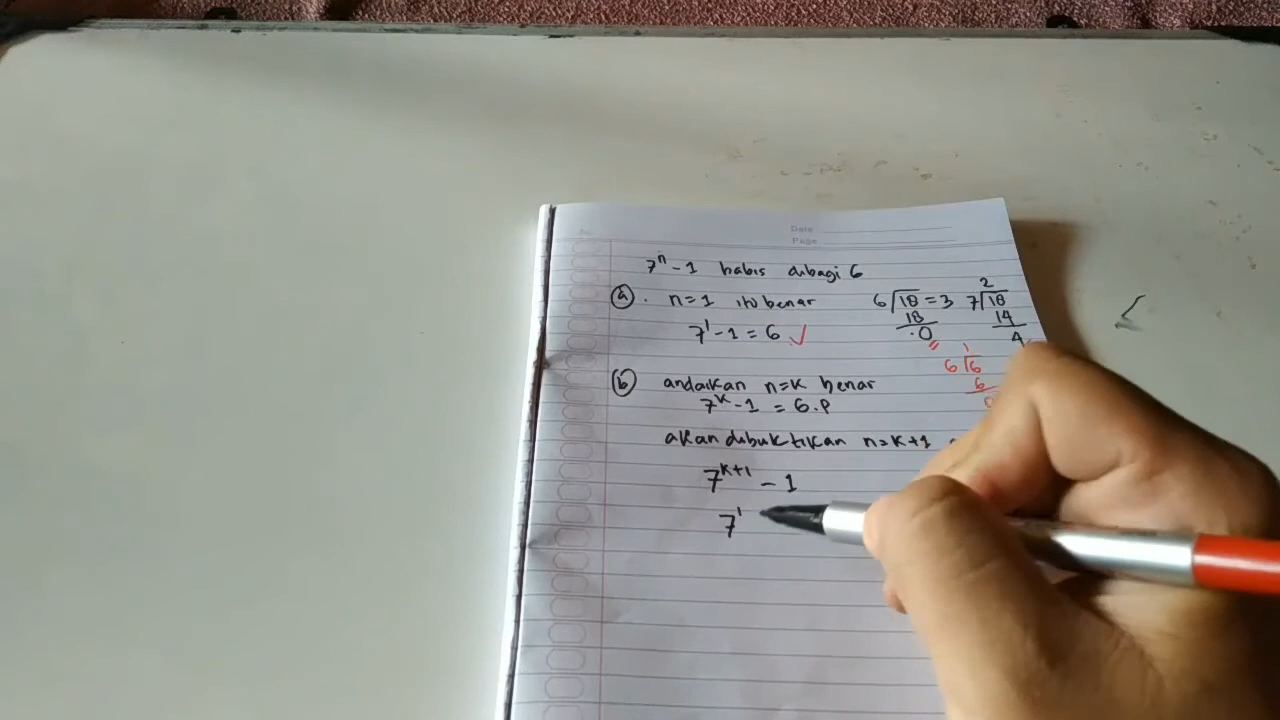 Date
Page
7ⁿ - 1 habis dibagi 6
(a). n=1 itu benar
7¹ - 1 = 6 ✓
6 √18 = 3
18
.0
2
7 √18
14
4
1
6 √6
6
0
(b) andaikan n=k benar
7ᵏ - 1 = 6.P
akan dibuktikan n=k+1
7ᵏ⁺¹ - 1
7¹